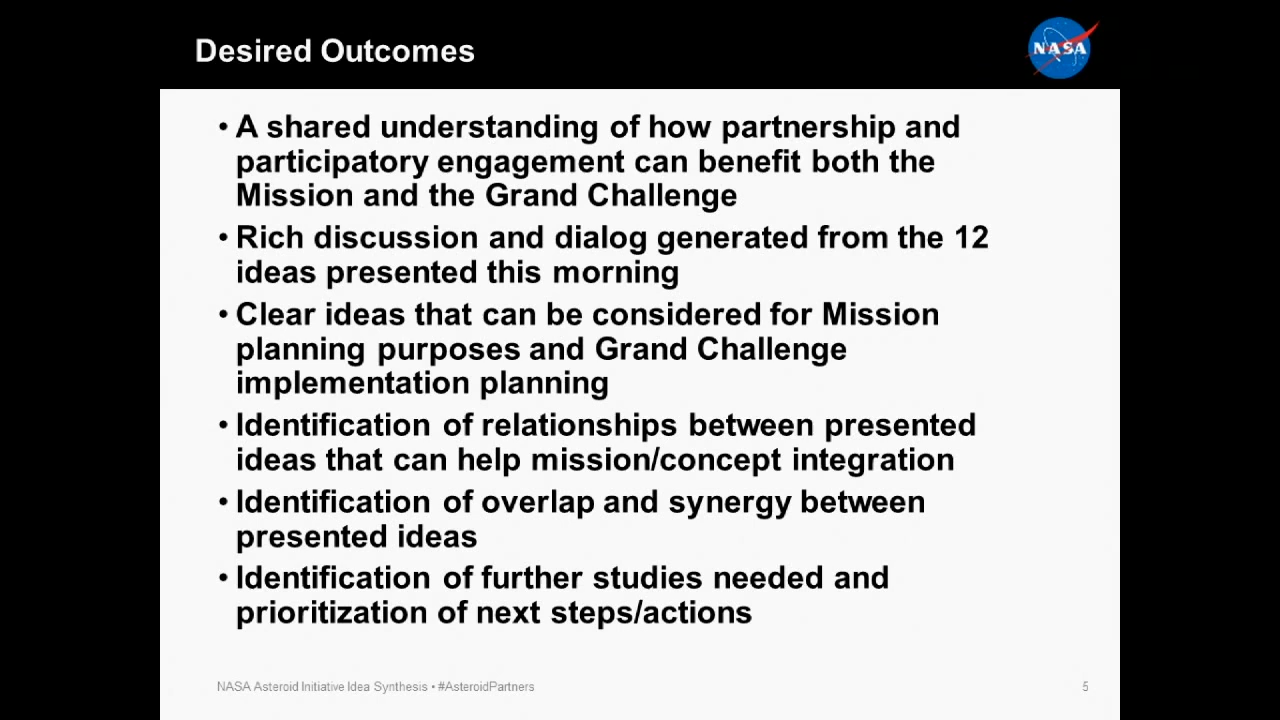 Desired Outcomes
NASA
• A shared understanding of how partnership and
participatory engagement can benefit both the
Mission and the Grand Challenge
• Rich discussion and dialog generated from the 12
ideas presented this morning
• Clear ideas that can be considered for Mission
planning purposes and Grand Challenge
implementation planning
• Identification of relationships between presented
ideas that can help mission/concept integration
• Identification of overlap and synergy between
presented ideas
• Identification of further studies needed and
prioritization of next steps/actions
NASA Asteroid Initiative Idea Synthesis • #AsteroidPartners
5